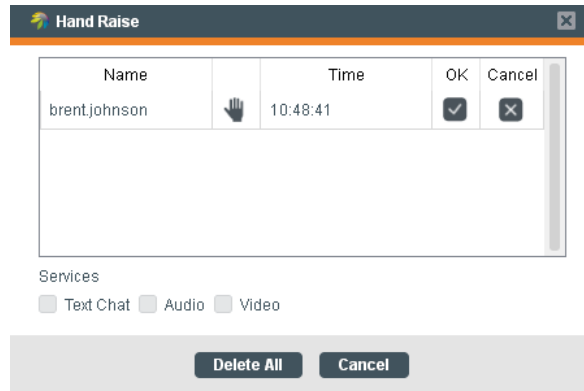 Hand Raise
Name Time OK Cancel
brent.johnson 10:48:41
Services
Text Chat Audio Video
Delete All Cancel